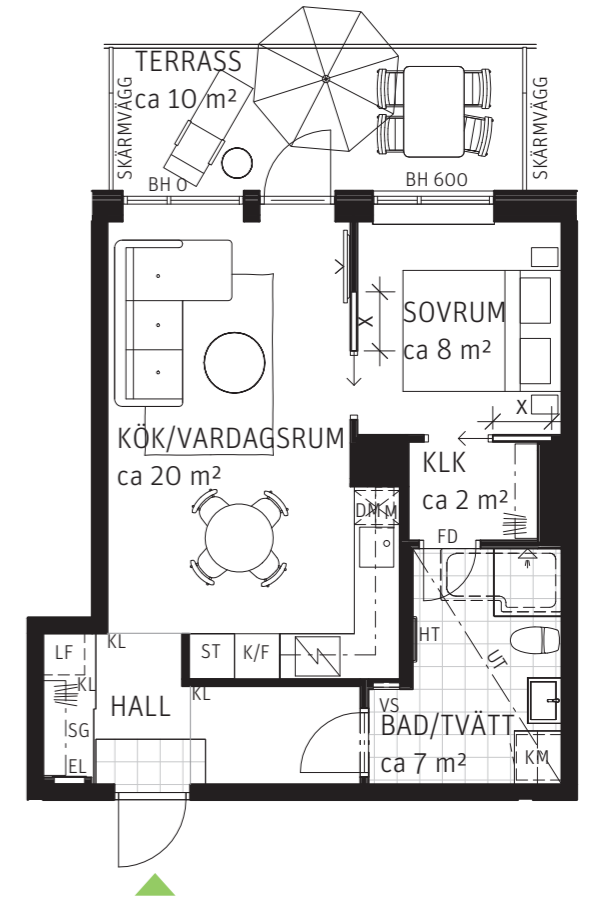 TERRASS
ca 10 m²
SKÄRMVÄGG
SKÄRMVÄGG
BH 0
BH 600
SOVRUM
ca 8 m²
X
X
KÖK/VARDAGSRUM
ca 20 m²
KLK
ca 2 m²
DM M
FD
KL
ST
K/F
HT
UT
LF
KL
KL
HALL
SG
EL
VS
BAD/TVÄTT
ca 7 m²
KM